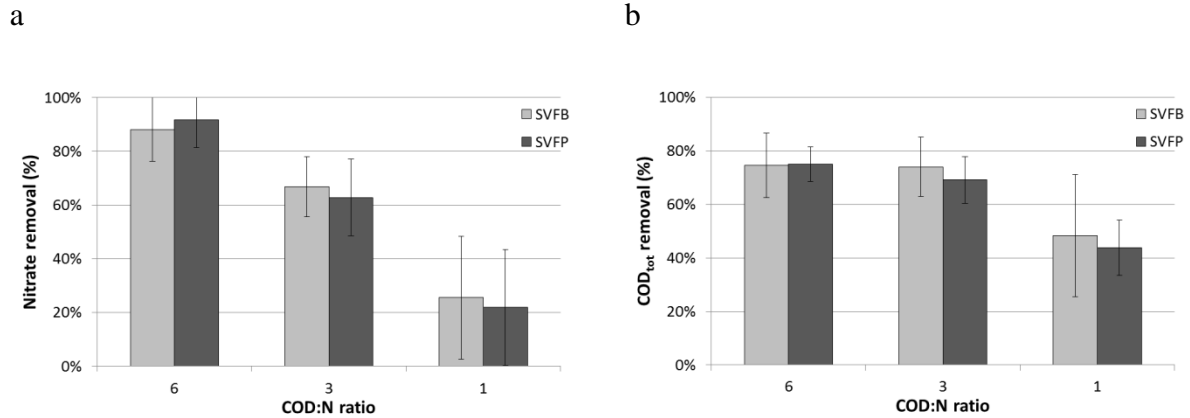 a
Nitrate removal (%)
100%
80%
60%
40%
20%
0%
6
3
1
COD:N ratio
SVFB
SVFP
b
CODtot removal (%)
100%
80%
60%
40%
20%
0%
6
3
1
COD:N ratio
SVFB
SVFP